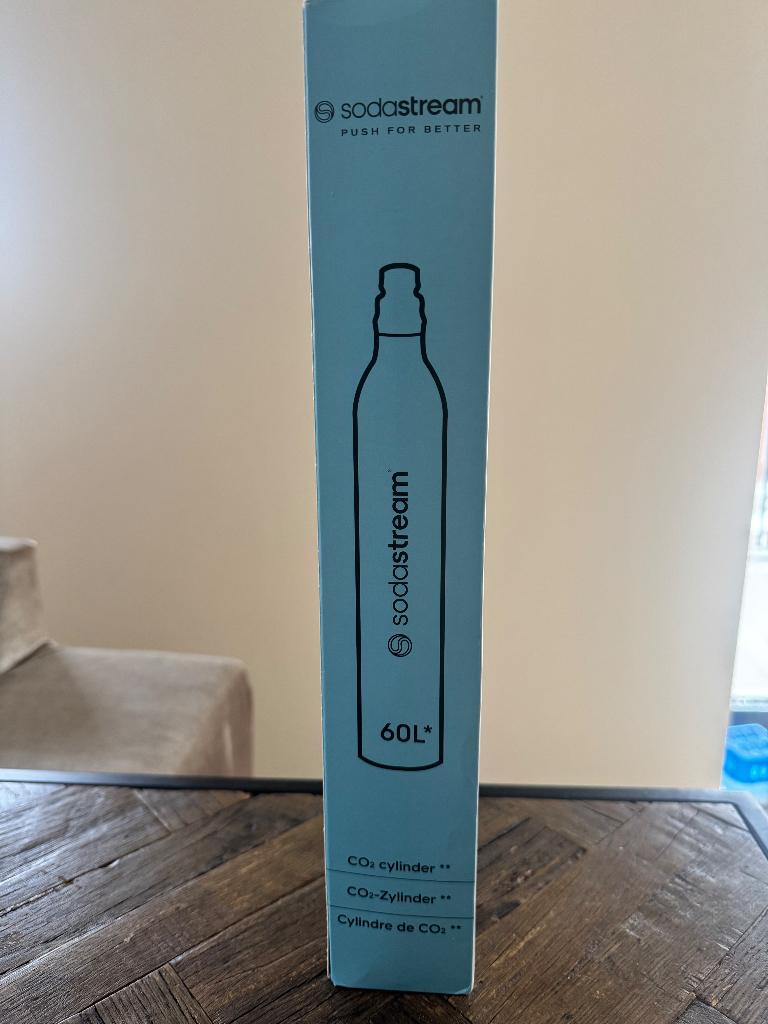 sodastream
PUSH FOR BETTER
sodastream
60L*
CO₂ cylinder **
CO₂-Zylinder **
Cylindre de CO₂ **